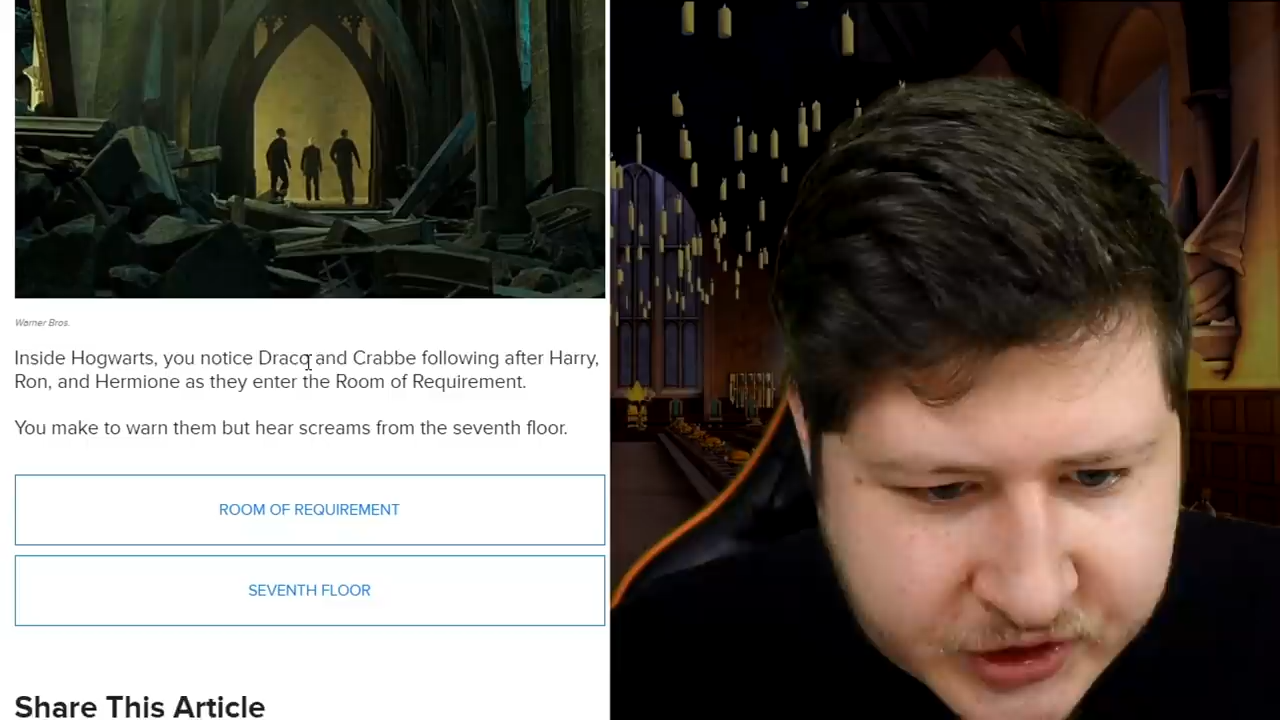 Warner Bros.
Inside Hogwarts, you notice Draco and Crabbe following after Harry,
Ron, and Hermione as they enter the Room of Requirement.
You make to warn them but hear screams from the seventh floor.
ROOM OF REQUIREMENT
SEVENTH FLOOR
Share This Article